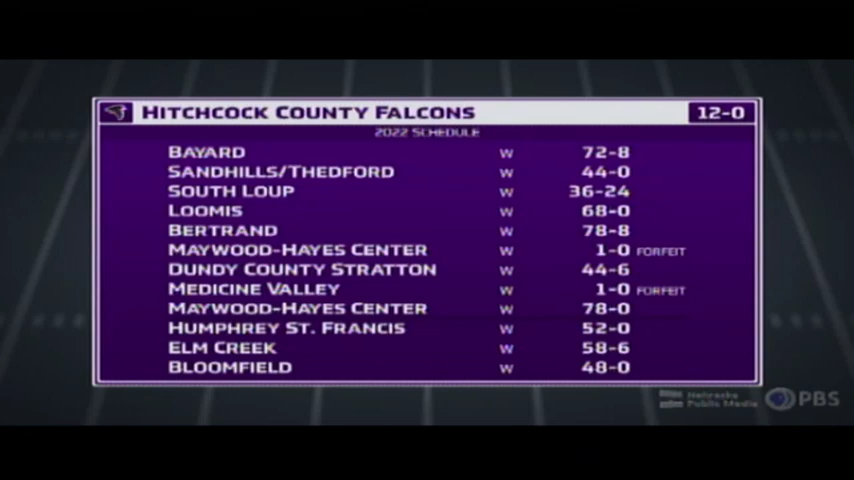 HITCHCOCK COUNTY FALCONS 12-0
2022 SCHEDULE
BAYARD W 72-8
SANDHILLS/THEDFORD W 44-0
SOUTH LOUP W 36-24
LOOMIS W 68-0
BERTRAND W 78-8
MAYWOOD-HAYES CENTER W 1-0 FORFEIT
DUNDY COUNTY STRATTON W 44-6
MEDICINE VALLEY W 1-0 FORFEIT
MAYWOOD-HAYES CENTER W 78-0
HUMPHREY ST. FRANCIS W 52-0
ELM CREEK W 58-6
BLOOMFIELD W 48-0
Nebraska
Public Media PBS